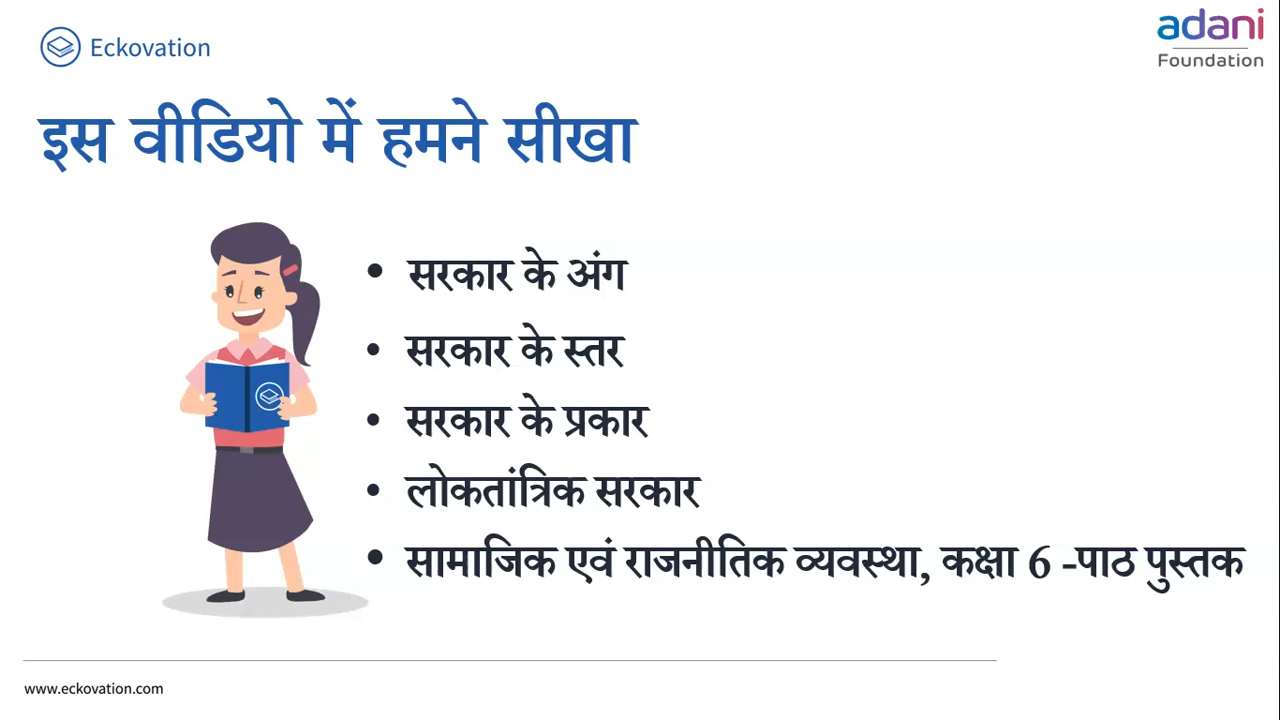 Eckovation
adani
Foundation
इस वीडियो में हमने सीखा
• सरकार के अंग
• सरकार के स्तर
• सरकार के प्रकार
• लोकतांत्रिक सरकार
• सामाजिक एवं राजनीतिक व्यवस्था, कक्षा 6 -पाठ पुस्तक
www.eckovation.com